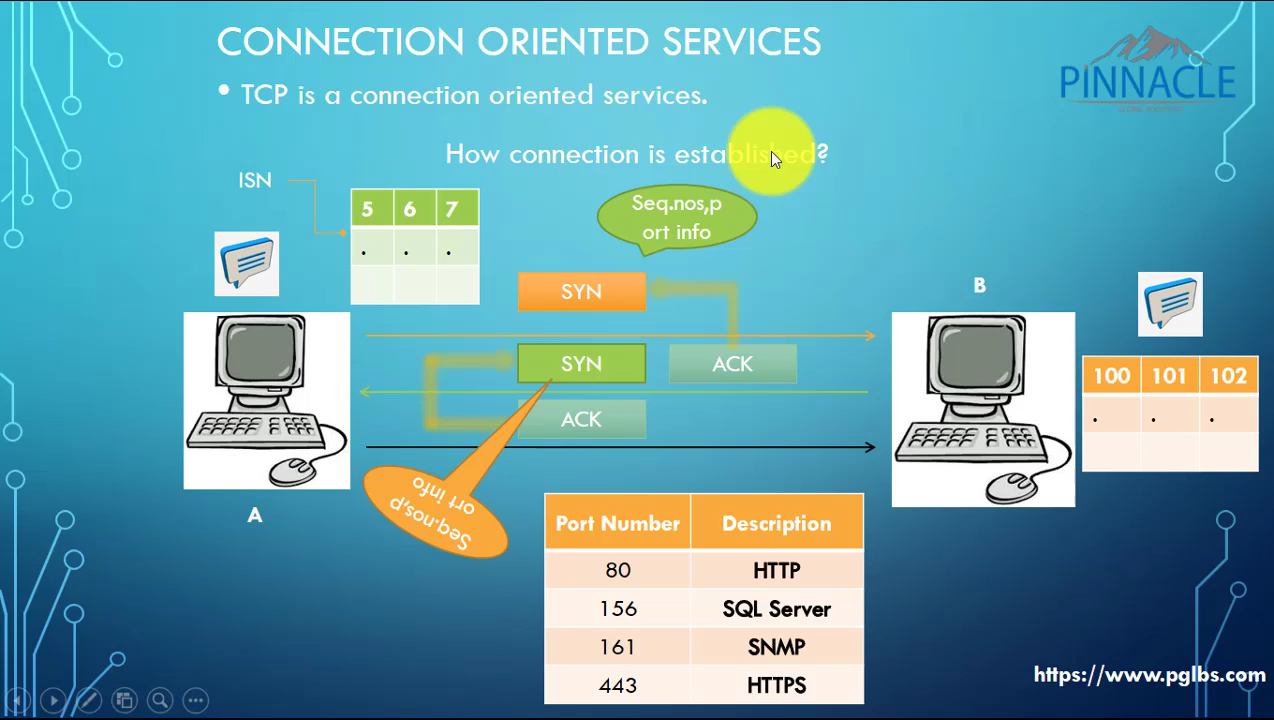 CONNECTION ORIENTED SERVICES
PINNACLE
• TCP is a connection oriented services.
How connection is established?
ISN
5 6 7
. . .
Seq.nos,p
ort info
SYN
B
SYN
ACK
100 101 102
. . .
ACK
A
Seq.nos,p
ort info
Port Number Description
80 HTTP
156 SQL Server
161 SNMP
443 HTTPS
https://www.pglbs.com